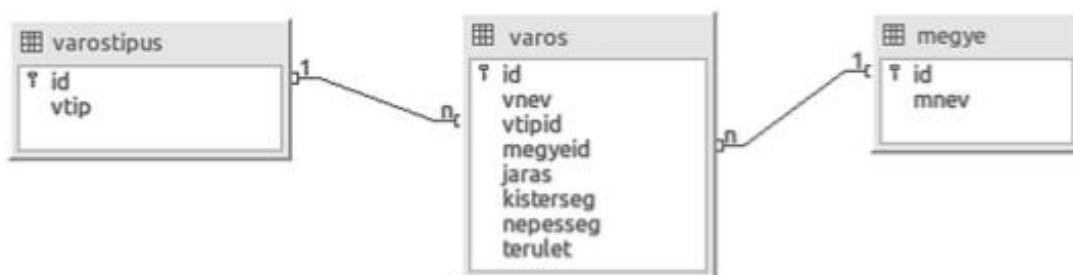 varostipus
id
vtip
1
n
varos
id
vnev
vtipid
megyeid
jaras
kisterseg
nepesseg
terulet
n
1
megye
id
mnev